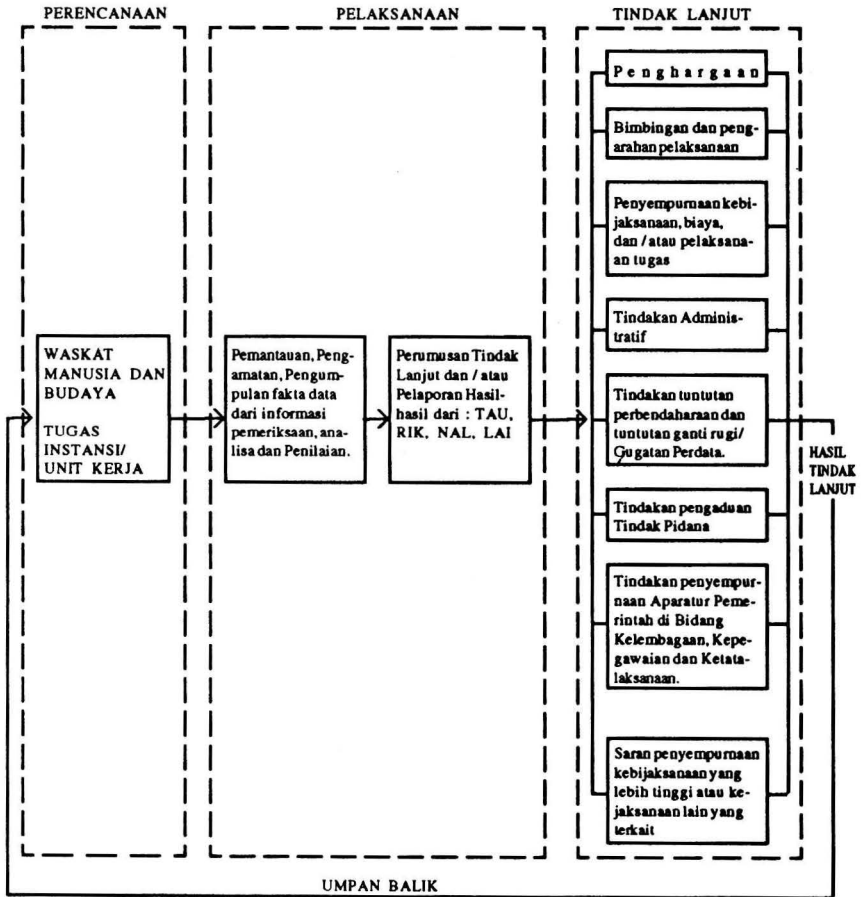 PERENCANAAN
PELAKSANAAN
TINDAK LANJUT
WASKAT
MANUSIA DAN
BUDAYA
TUGAS
INSTANSI/
UNIT KERJA
Pemantauan, Peng-
amatan, Pengum-
pulan fakta data
dari informasi
pemeriksaan, ana-
lisa dan Penilaian.
Perumusan Tindak
Lanjut dan / atau
Pelaporan Hasil-
hasil dari : TAU,
RIK, NAL, LAI
Penghargaan
Bimbingan dan peng-
arahan pelaksanaan
Penyempurnaan kebi-
jaksanaan, biaya,
dan / atau pelaksana-
an tugas
Tindakan Adminis-
tratif
Tindakan tuntutan
perbendaharaan dan
tuntutan ganti rugi/
Gugatan Perdata.
Tindakan pengaduan
Tindak Pidana
Tindakan penyempur-
naan Aparatur Peme-
rintah di Bidang
Kelembagaan, Kepe-
gawaian dan Ketata-
laksanaan.
Saran penyempurnaan
kebijaksanaan yang
lebih tinggi atau ke-
jaksanaan lain yang
terkait
HASIL
TINDAK
LANJUT
UMPAN BALIK